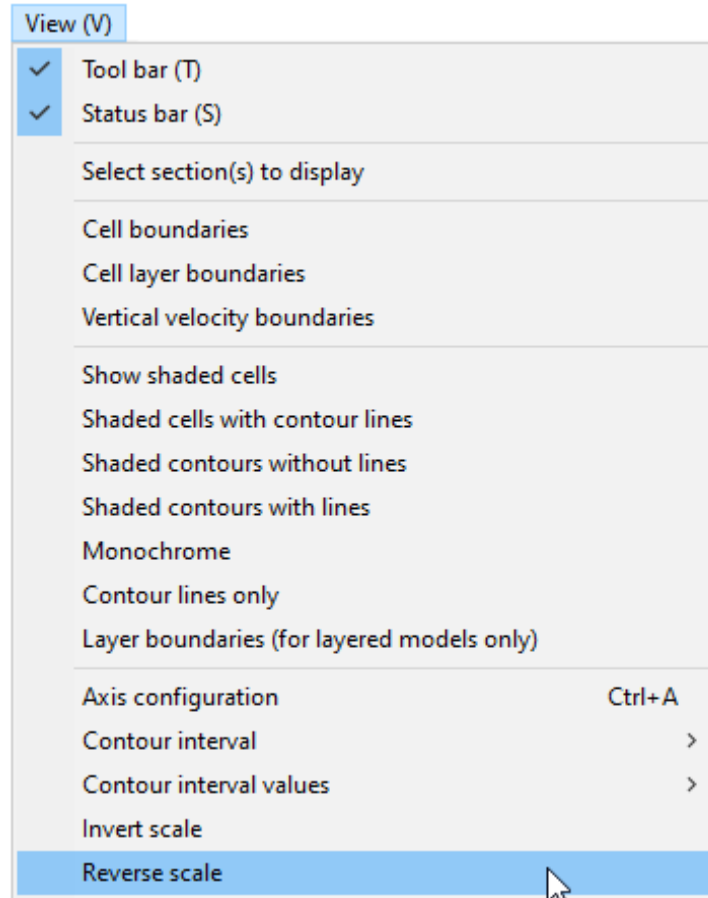 View (V)
Tool bar (T)
Status bar (S)
Select section(s) to display
Cell boundaries
Cell layer boundaries
Vertical velocity boundaries
Show shaded cells
Shaded cells with contour lines
Shaded contours without lines
Shaded contours with lines
Monochrome
Contour lines only
Layer boundaries (for layered models only)
Axis configuration Ctrl+A
Contour interval >
Contour interval values >
Invert scale
Reverse scale